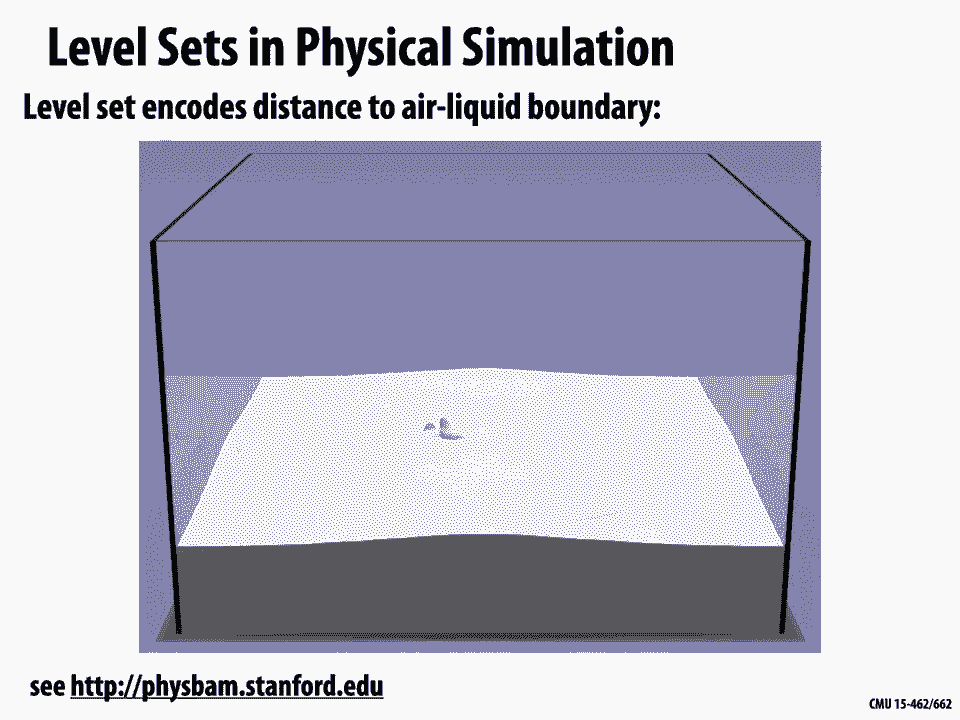 Level Sets in Physical Simulation
Level set encodes distance to air-liquid boundary:
see http://physbam.stanford.edu
CMU 15-462/662